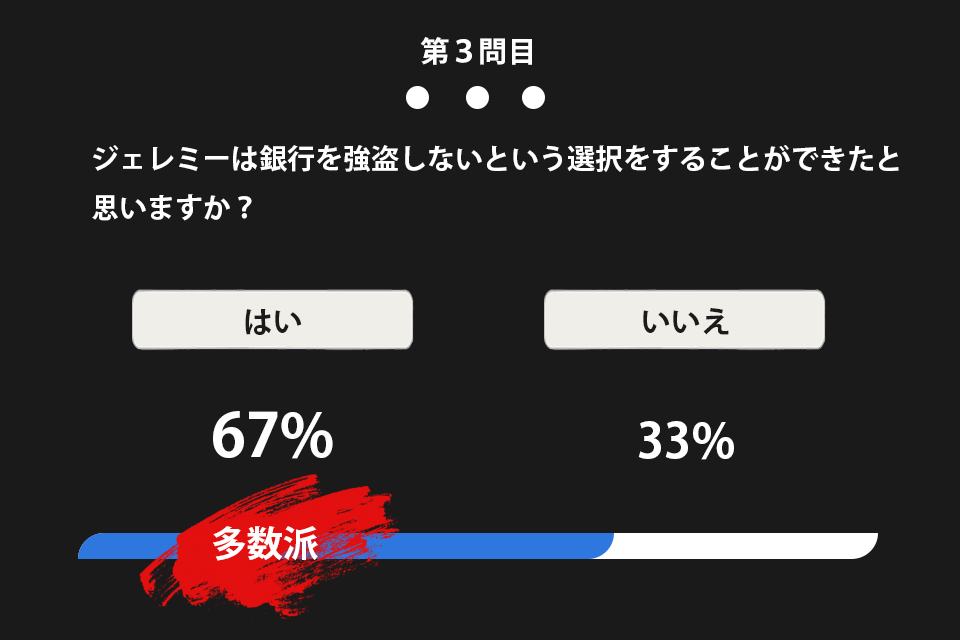 第３問目
ジェレミーは銀行を強盗しないという選択をすることができたと
思いますか？
はい
いいえ
67%
33%
多数派